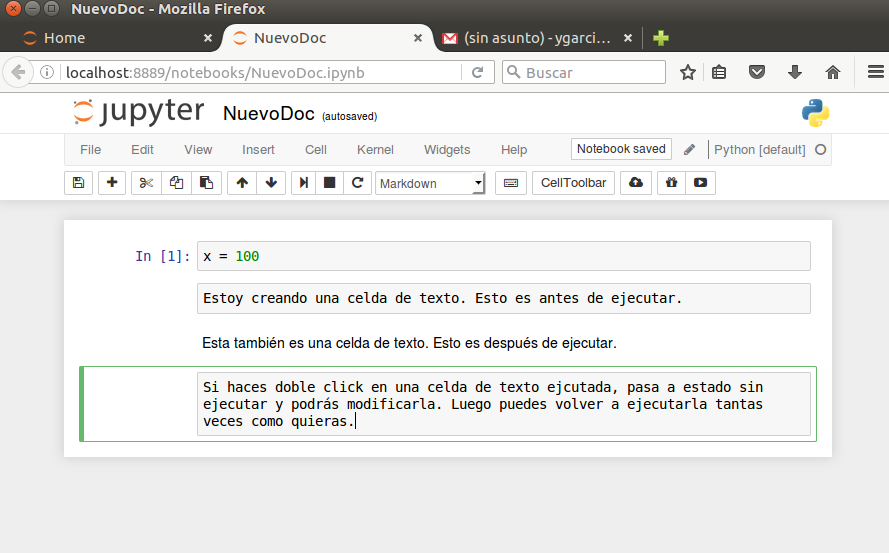 NuevoDoc - Mozilla Firefox
Home
NuevoDoc
(sin asunto) - ygarci...
localhost:8889/notebooks/NuevoDoc.ipynb
Buscar
jupyter NuevoDoc (autosaved)
File Edit View Insert Cell Kernel Widgets Help Notebook saved Python [default]
Markdown CellToolbar
In [1]: x = 100
Estoy creando una celda de texto. Esto es antes de ejecutar.
Esta también es una celda de texto. Esto es después de ejecutar.
Si haces doble click en una celda de texto ejcutada, pasa a estado sin
ejecutar y podrás modificarla. Luego puedes volver a ejecutarla tantas
veces como quieras.